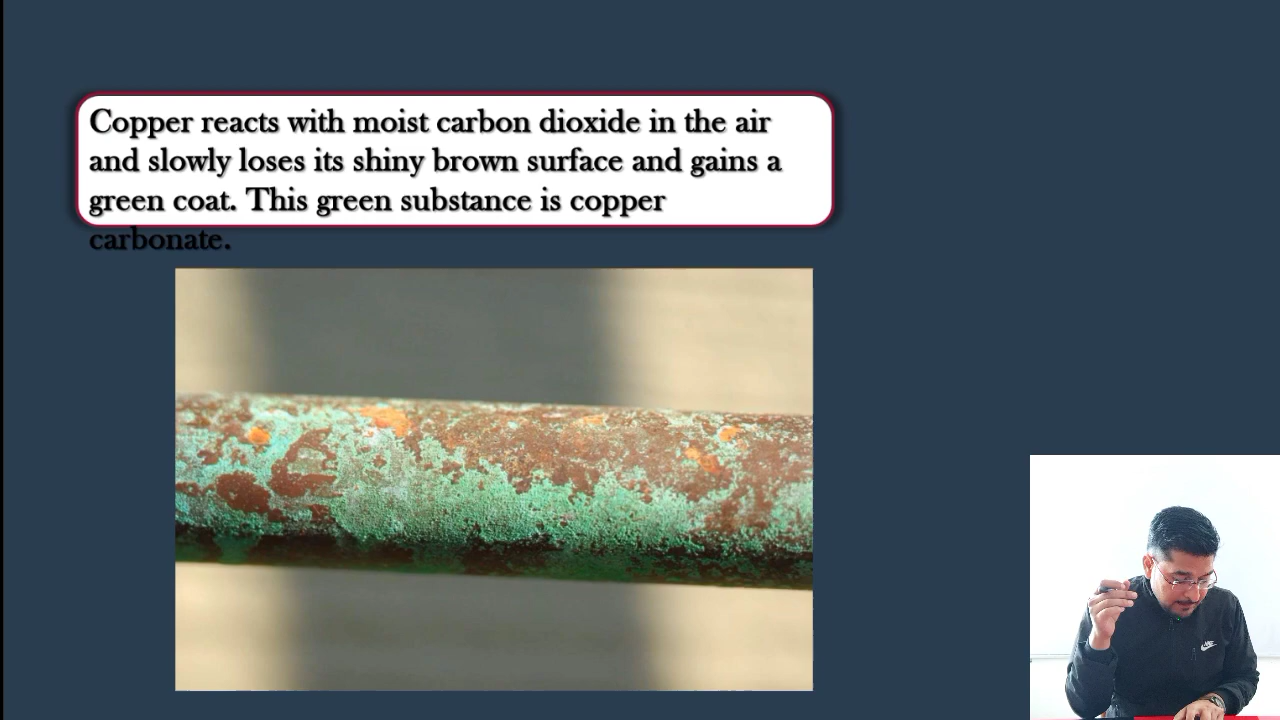 Copper reacts with moist carbon dioxide in the air
and slowly loses its shiny brown surface and gains a
green coat. This green substance is copper
carbonate.